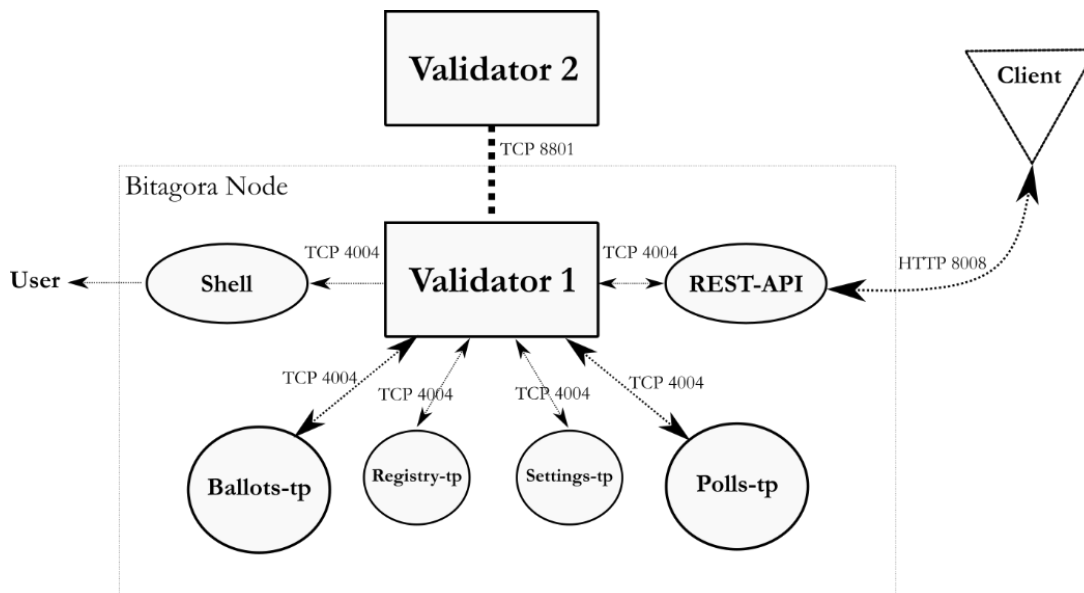 Validator 2
Client
TCP 8801
Bitagora Node
TCP 4004
TCP 4004
HTTP 8008
User
Shell
Validator 1
REST-API
TCP 4004
TCP 4004
TCP 4004
TCP 4004
Ballots-tp
Registry-tp
Settings-tp
Polls-tp